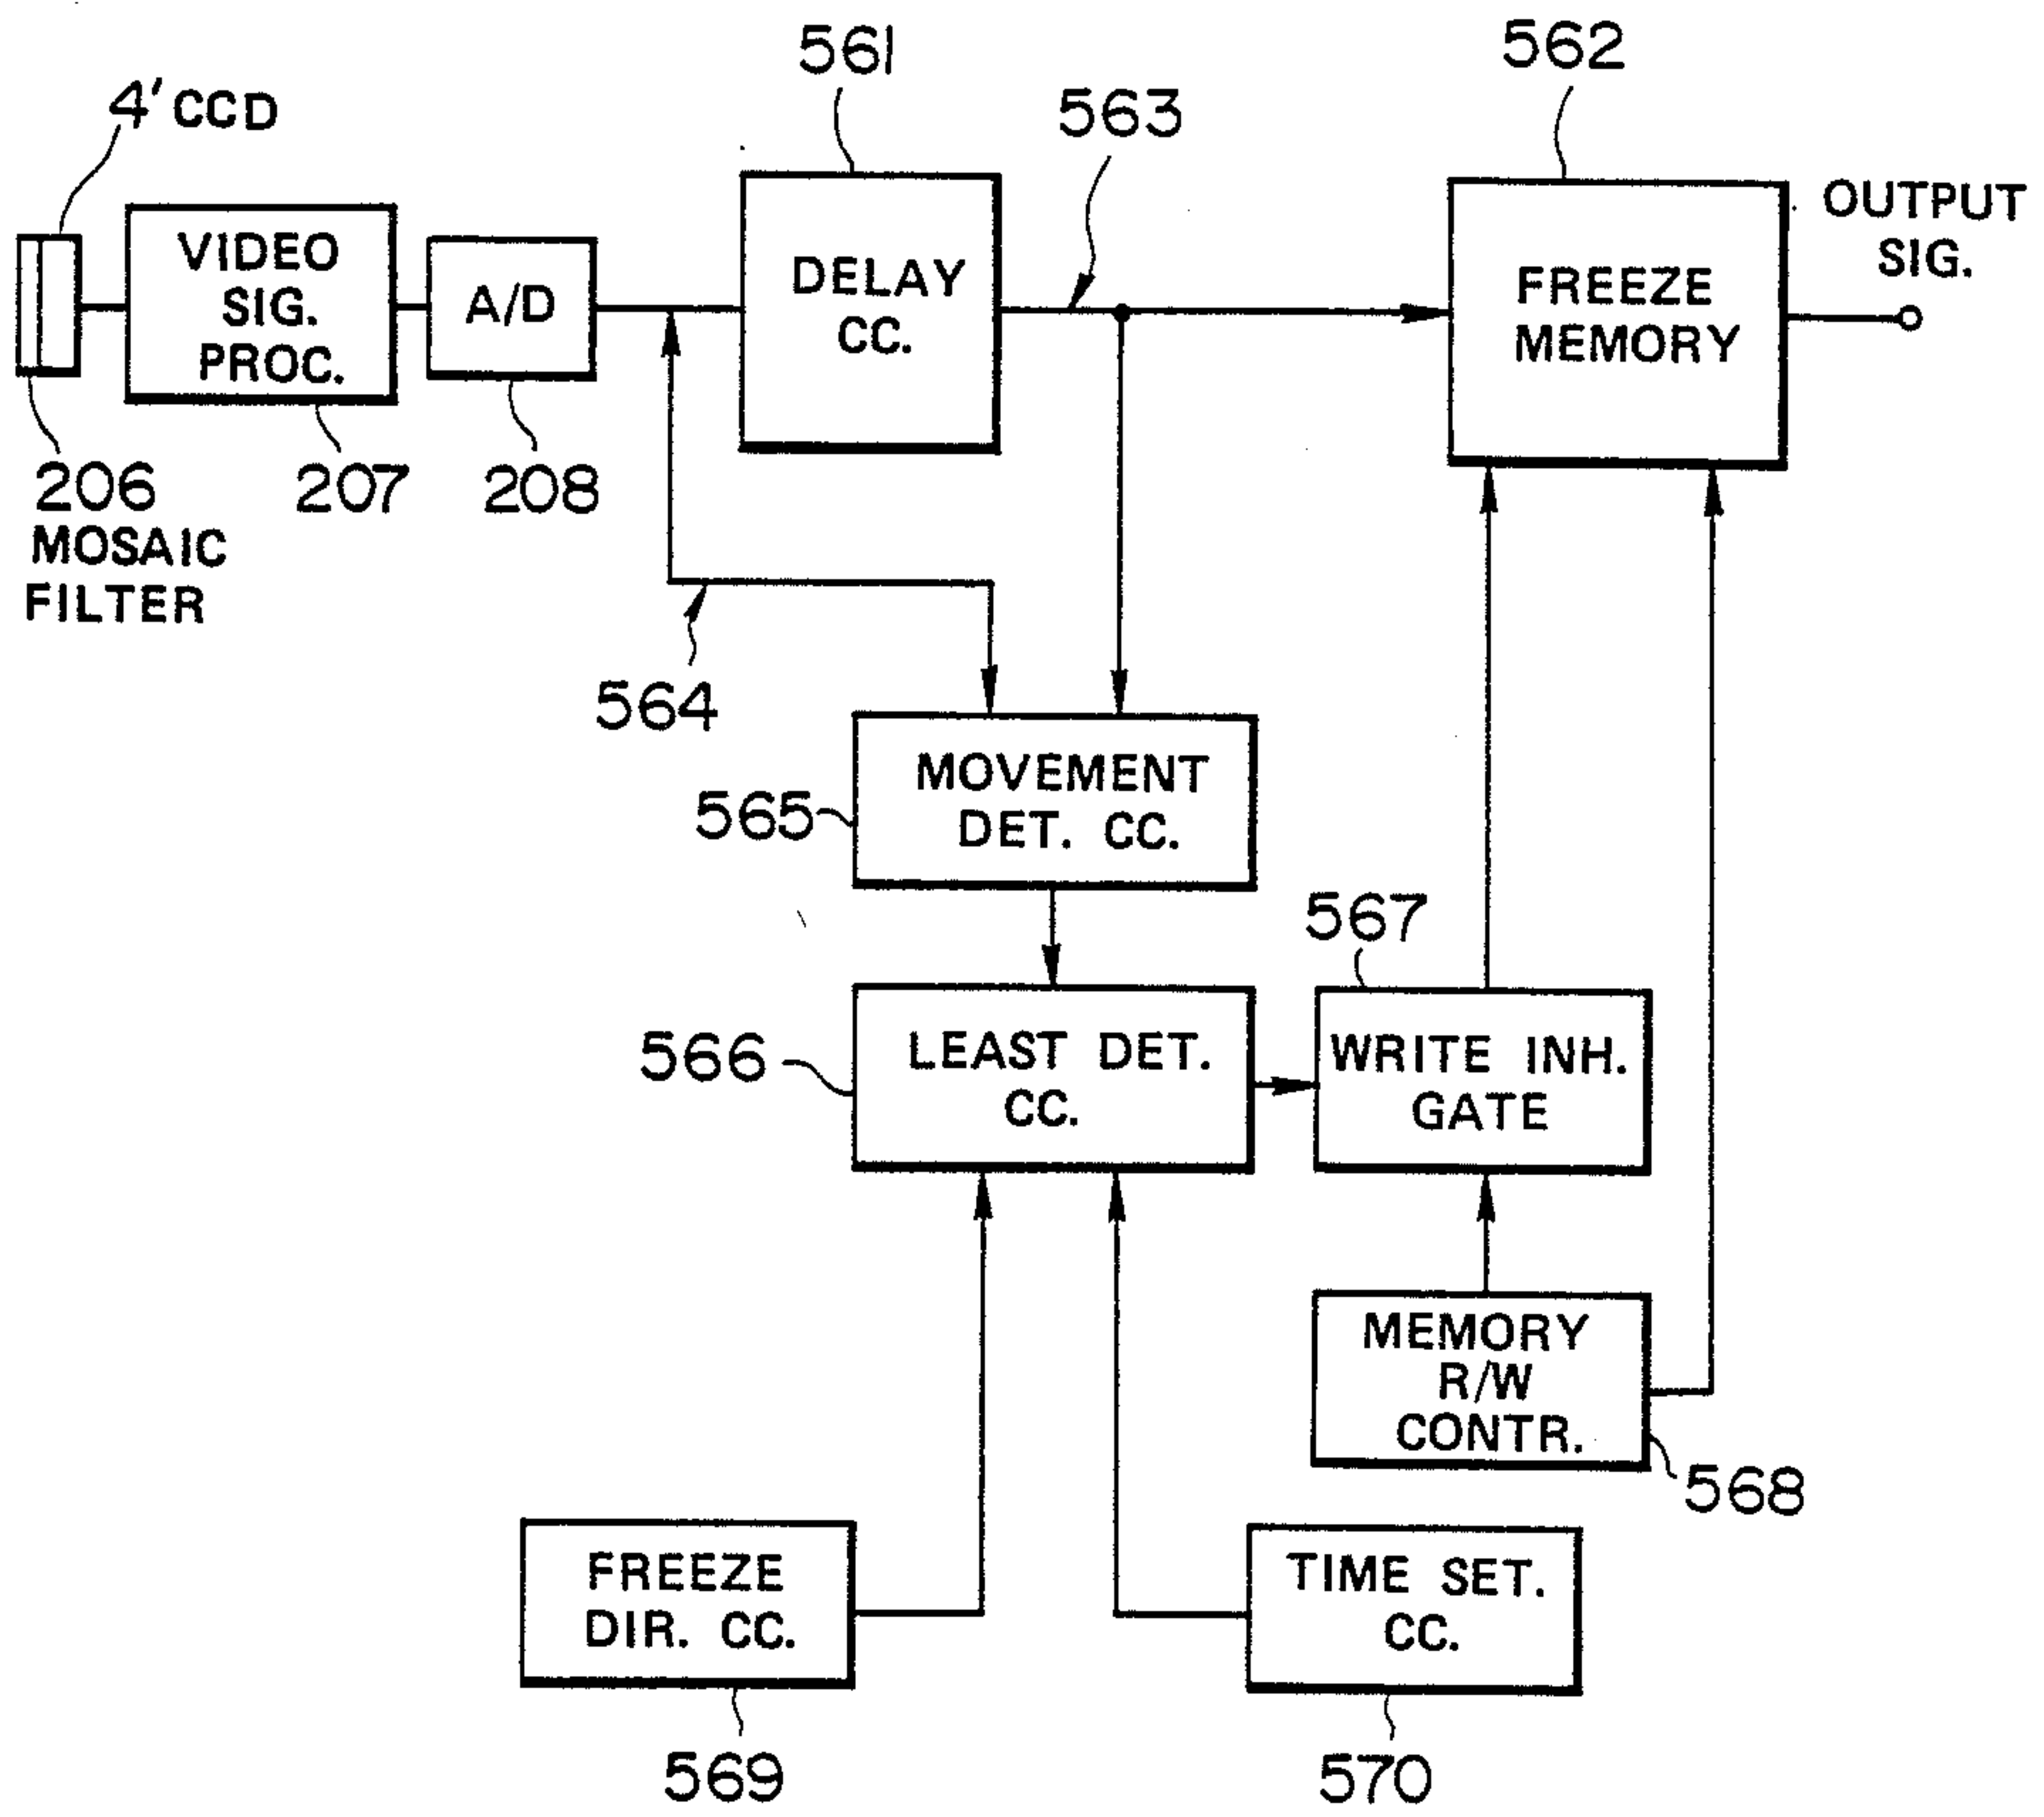 561
562
563
4' CCD
VIDEO
SIG.
PROC.
A/D
DELAY
CC.
FREEZE
MEMORY
OUTPUT
SIG.
206
MOSAIC
FILTER
207
208
564
565
MOVEMENT
DET. CC.
567
566
LEAST DET.
CC.
WRITE INH.
GATE
MEMORY
R/W
CONTR.
568
FREEZE
DIR. CC.
TIME SET.
CC.
569
570